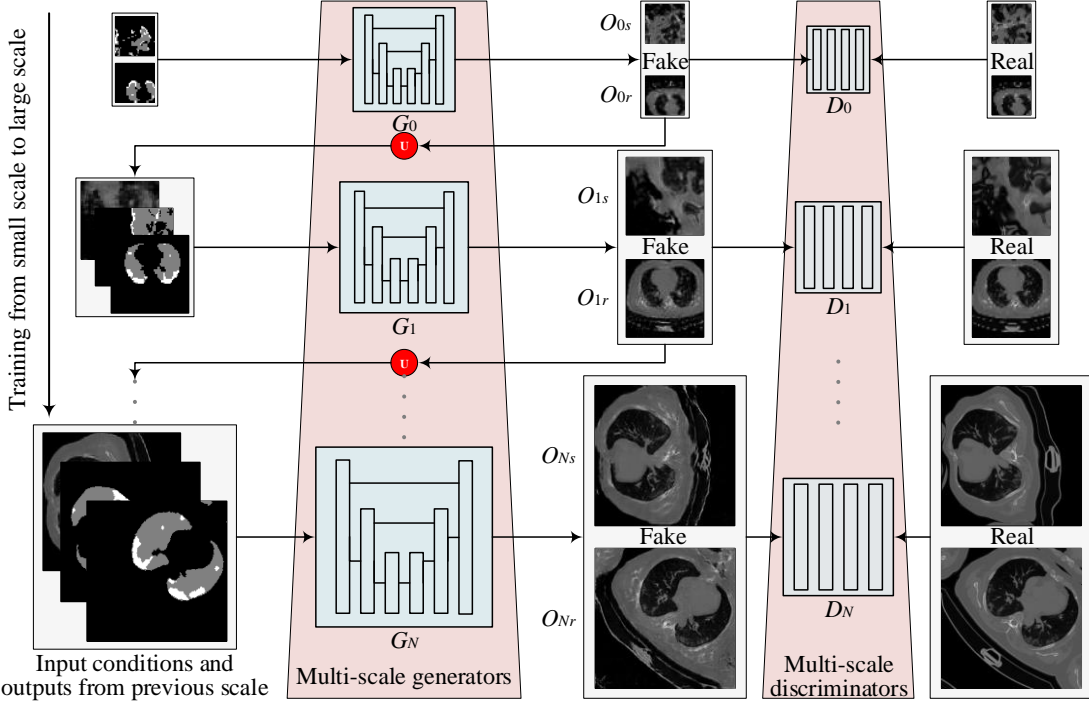 Training from small scale to large scale
O0s
Fake
O0r
G0
D0
Real
U
O1s
Fake
O1r
G1
D1
Real
U
ONs
Fake
ONr
GN
DN
Real
Input conditions and
outputs from previous scale
Multi-scale generators
Multi-scale
discriminators